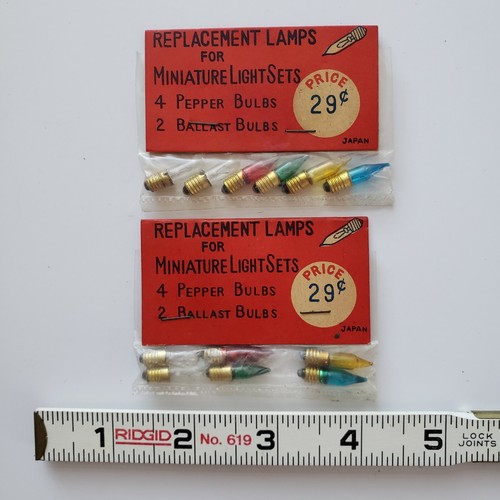 REPLACEMENT LAMPS
FOR
MINIATURE LIGHT SETS
4 PEPPER BULBS
2 BALLAST BULBS
PRICE
29¢
JAPAN
REPLACEMENT LAMPS
FOR
MINIATURE LIGHT SETS
4 PEPPER BULBS
2 BALLAST BULBS
PRICE
29¢
JAPAN
1 RIDGID 2 No. 619 3 4 5 LOCK JOINTS